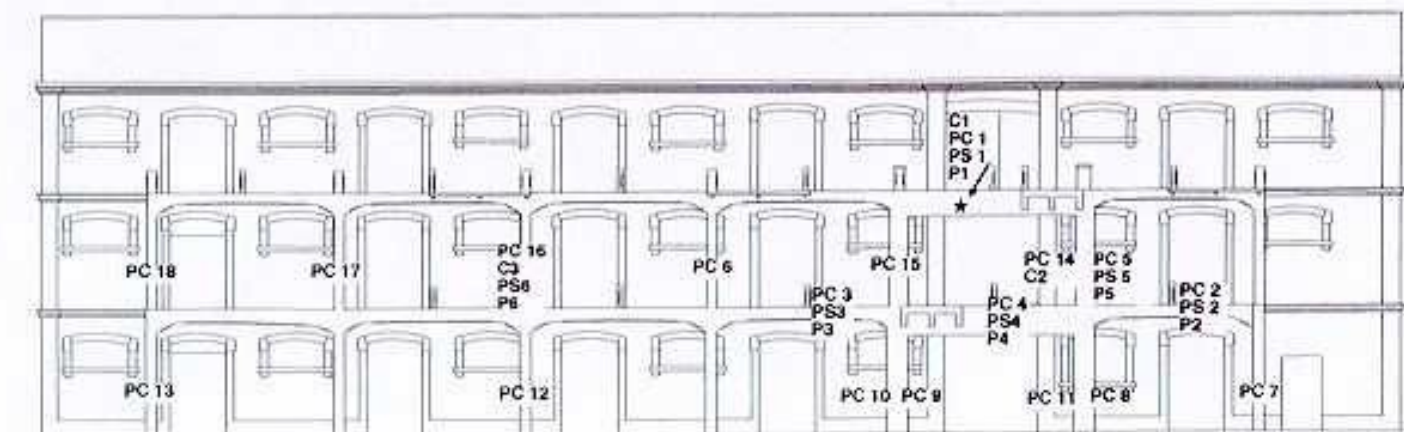 C1
PC 1
PS 1
P1
PC 18
PC 17
PC 16
C3
PS6
P6
PC 6
PC 15
PC 14
C2
PC 5
PS 5
P5
PC 3
PS3
P3
PC 4
PS4
P4
PC 2
PS 2
P2
PC 13
PC 12
PC 10
PC 9
PC 11
PC 8
PC 7